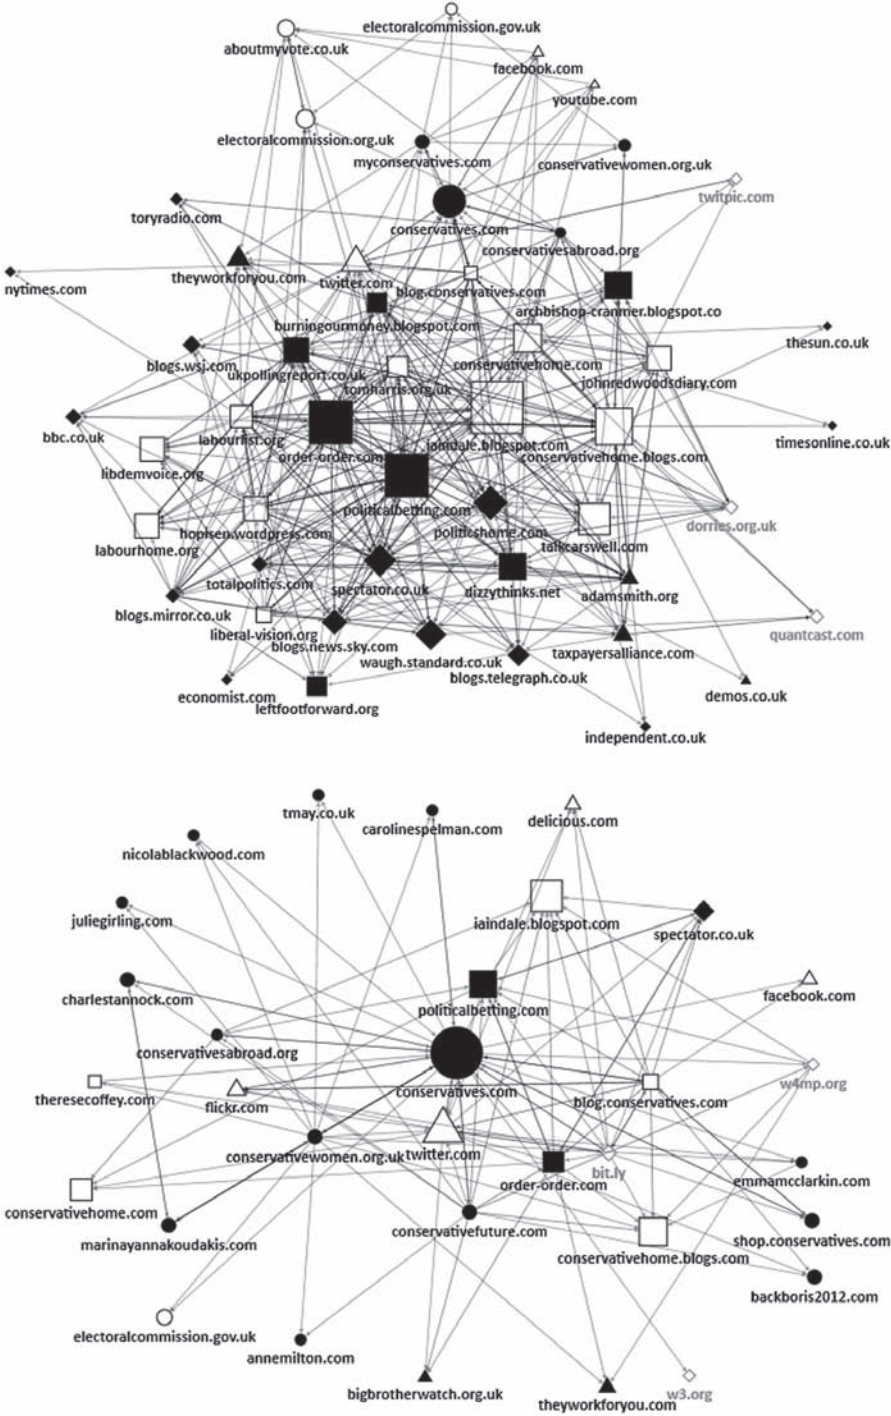 electoralcommission.gov.uk
aboutmyvote.co.uk
facebook.com
youtube.com
electoralcommission.org.uk
myconservatives.com
conservativewomen.org.uk
twitpic.com
toryradio.com
conservatives.com
conservativesabroad.org
theyworkforyou.com
twitter.com
nytimes.com
blog.conservatives.com
archbishop-cranmer.blogspot.co
burningourmoney.blogspot.com
thesun.co.uk
blogs.wsj.com
conservativehome.com
ukpollingreport.co.uk
johnredwoodsdiary.com
tomharris.org.uk
bbc.co.uk
labourlist.org
iaindale.blogspot.com
timesonline.co.uk
order-order.com
conservativehome.blogs.com
libdemvoice.org
politicalbetting.com
dorries.org.uk
hopisen.wordpress.com
politicshome.com
labourhome.org
talkcarswell.com
totalpolitics.com
spectator.co.uk
dizzythinks.net
adamsmith.org
blogs.mirror.co.uk
liberal-vision.org
quantcast.com
blogs.news.sky.com
taxpayersalliance.com
waugh.standard.co.uk
blogs.telegraph.co.uk
economist.com
demos.co.uk
leftfootforward.org
independent.co.uk
tmay.co.uk
delicious.com
carolinespelman.com
nicolablackwood.com
juliegirling.com
iaindale.blogspot.com
spectator.co.uk
charlestannock.com
facebook.com
politicalbetting.com
conservativesabroad.org
w4mp.org
theresecoffey.com
conservatives.com
flickr.com
blog.conservatives.com
conservativewomen.org.uk
twitter.com
bit.ly
emmamcclarkin.com
order-order.com
conservativehome.com
conservativefuture.com
shop.conservatives.com
marinayannakoudakis.com
conservativehome.blogs.com
backboris2012.com
electoralcommission.gov.uk
annemilton.com
bigbrotherwatch.org.uk
w3.org
theyworkforyou.com